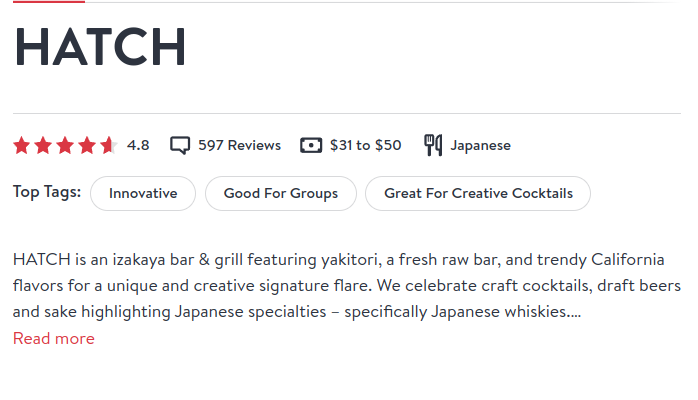 HATCH
4.8 597 Reviews $31 to $50 Japanese
Top Tags: Innovative Good For Groups Great For Creative Cocktails
HATCH is an izakaya bar & grill featuring yakitori, a fresh raw bar, and trendy California
flavors for a unique and creative signature flare. We celebrate craft cocktails, draft beers
and sake highlighting Japanese specialties – specifically Japanese whiskies....
Read more